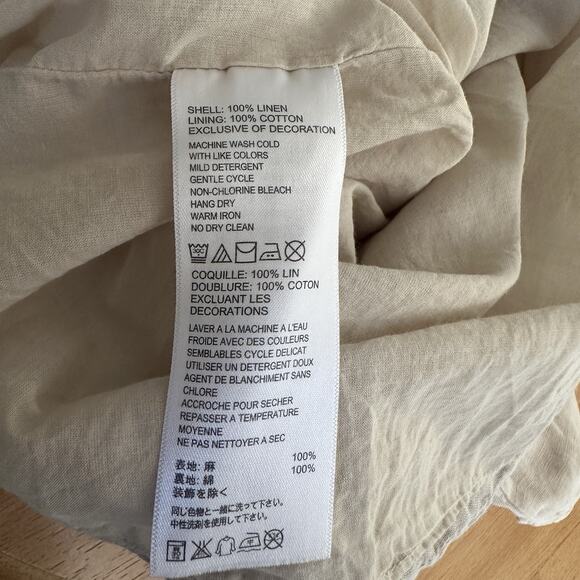 SHELL: 100% LINEN
LINING: 100% COTTON
EXCLUSIVE OF DECORATION
MACHINE WASH COLD
WITH LIKE COLORS
MILD DETERGENT
GENTLE CYCLE
NON-CHLORINE BLEACH
HANG DRY
WARM IRON
NO DRY CLEAN
COQUILLE: 100% LIN
DOUBLURE: 100% COTON
EXCLUANT LES
DECORATIONS
LAVER A LA MACHINE A L'EAU
FROIDE AVEC DES COULEURS
SEMBLABLES CYCLE DELICAT
UTILISER UN DETERGENT DOUX
AGENT DE BLANCHIMENT SANS
CHLORE
ACCROCHE POUR SECHER
REPASSER A TEMPERATURE
MOYENNE
NE PAS NETTOYER A SEC
表地: 麻 100%
裏地: 綿 100%
装飾を除く
同じ色物と一緒に洗って下さい。
中性洗剤を使用して下さい。